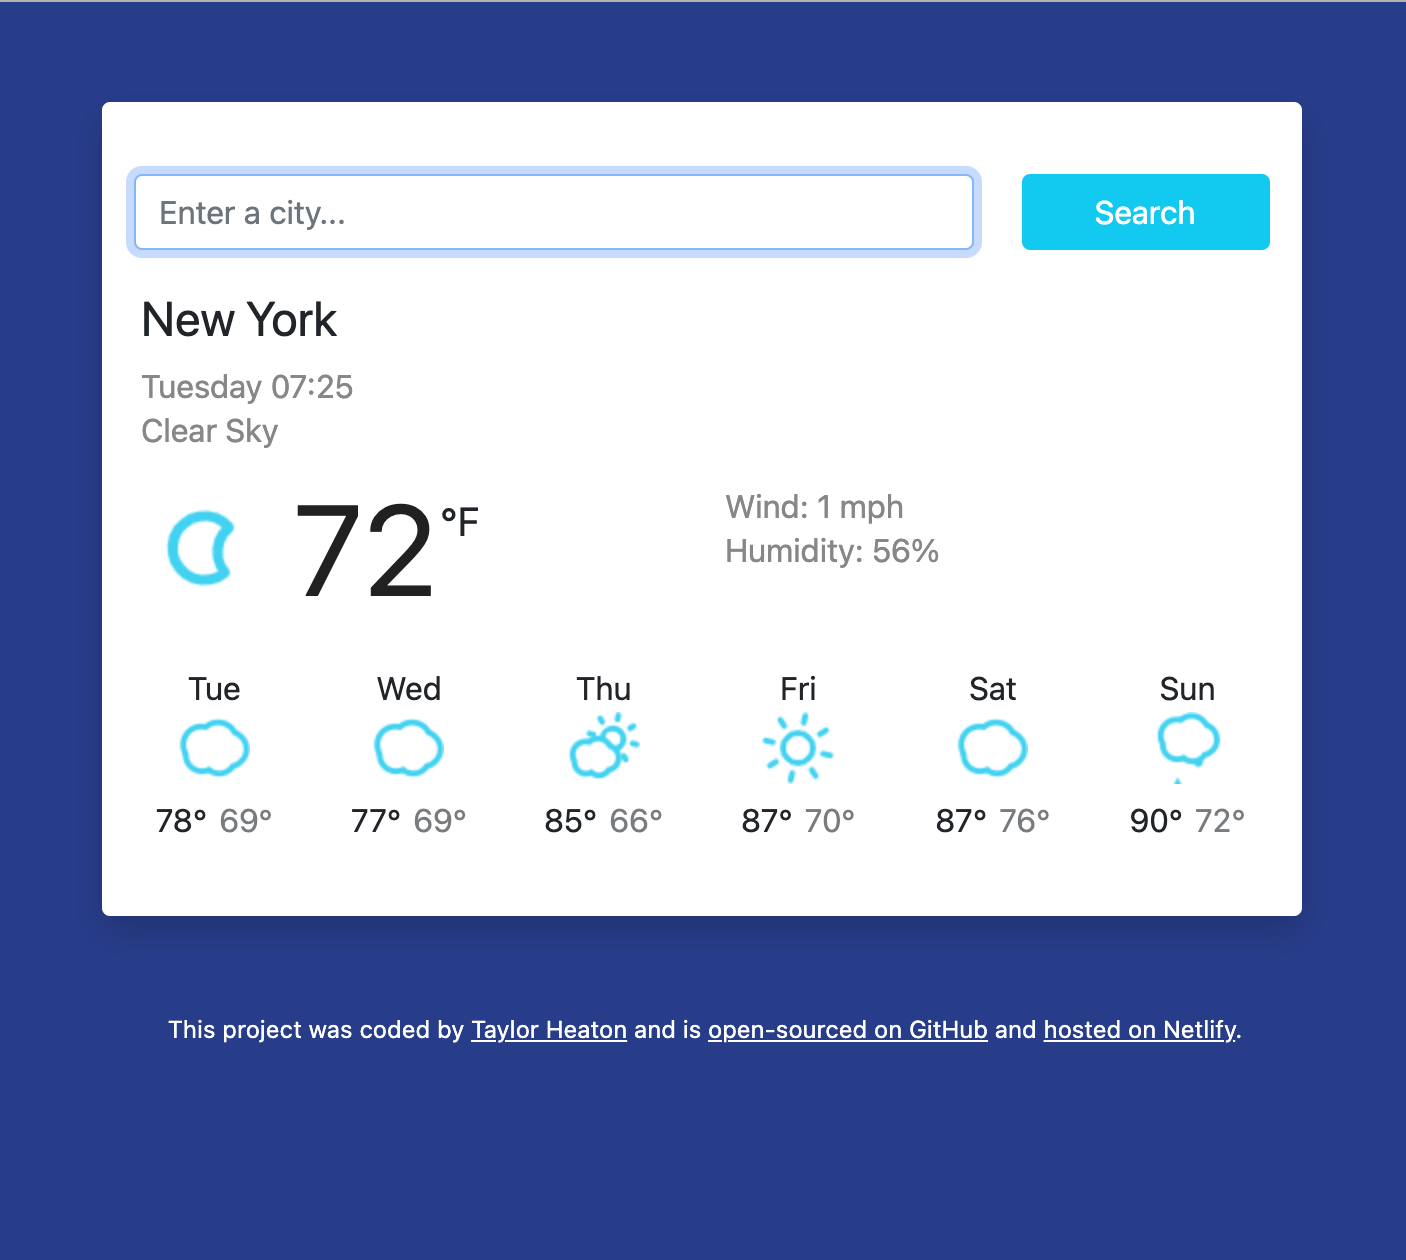 Enter a city...
Search
New York
Tuesday 07:25
Clear Sky
72 °F
Wind: 1 mph
Humidity: 56%
Tue Wed Thu Fri Sat Sun
78° 69° 77° 69° 85° 66° 87° 70° 87° 76° 90° 72°
This project was coded by Taylor Heaton and is open-sourced on GitHub and hosted on Netlify.